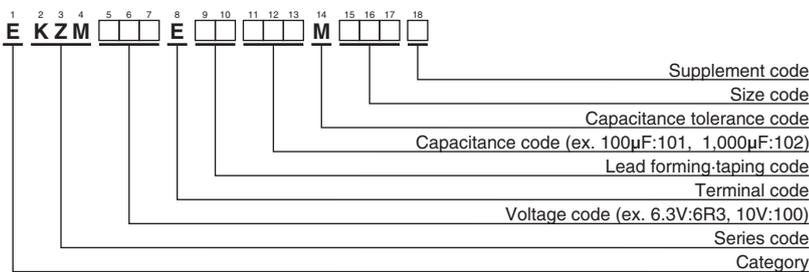 1 2 3 4 5 6 7 8 9 10 11 12 13 14 15 16 17 18
E K Z M E M
Supplement code
Size code
Capacitance tolerance code
Capacitance code (ex. 100µF:101, 1,000µF:102)
Lead forming·taping code
Terminal code
Voltage code (ex. 6.3V:6R3, 10V:100)
Series code
Category